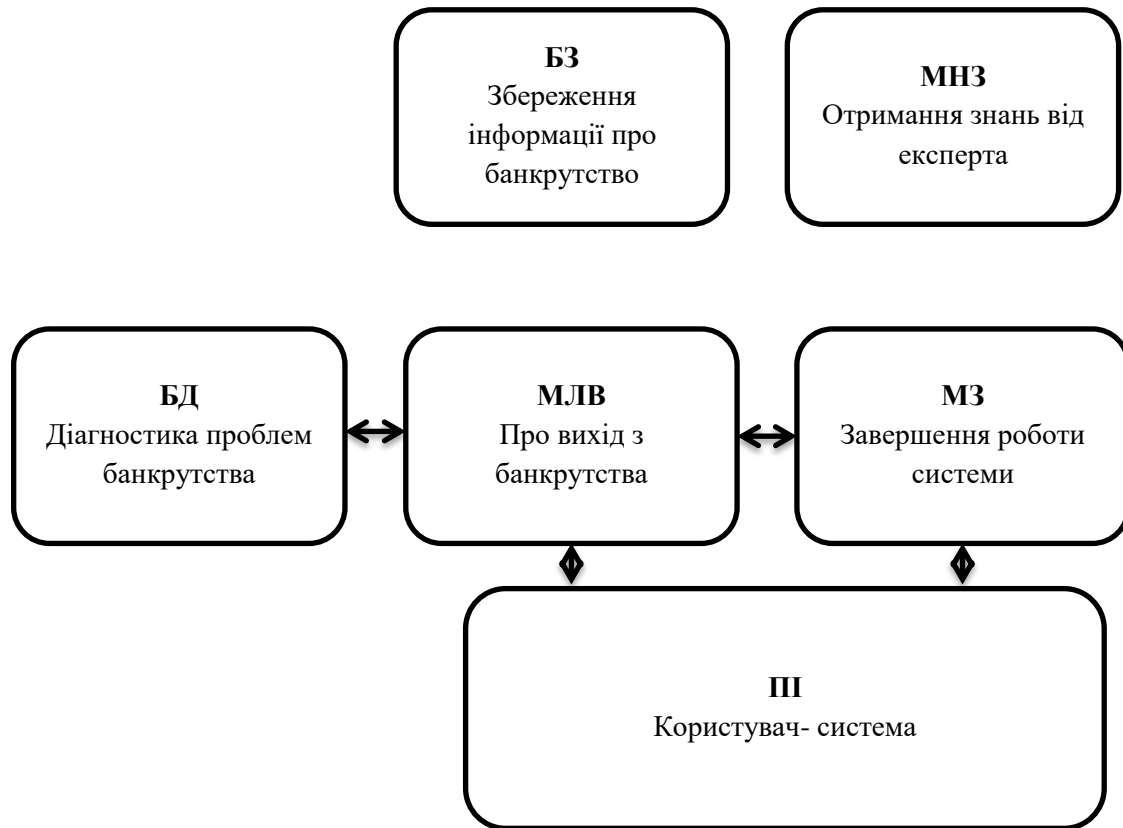 БЗ
Збереження
інформації про
банкрутство
МНЗ
Отримання знань від
експерта
БД
Діагностика проблем
банкрутства
МЛВ
Про вихід з
банкрутства
МЗ
Завершення роботи
системи
ПІ
Користувач- система